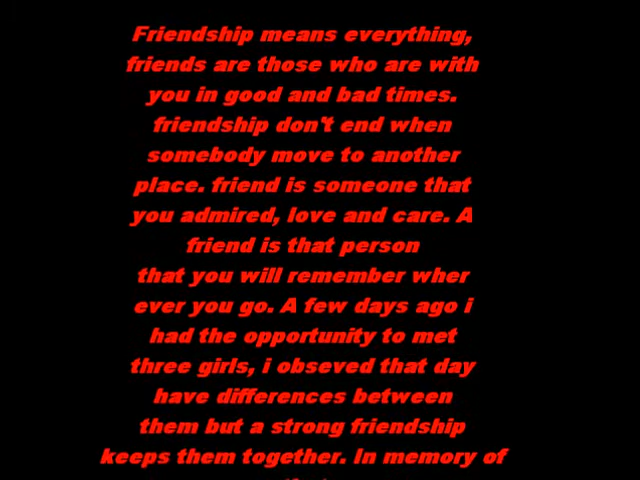 Friendship means everything,
friends are those who are with
you in good and bad times.
friendship don't end when
somebody move to another
place. friend is someone that
you admired, love and care. A
friend is that person
that you will remember wher
ever you go. A few days ago i
had the opportunity to met
three girls, i obseved that day
have differences between
them but a strong friendship
keeps them together. In memory of